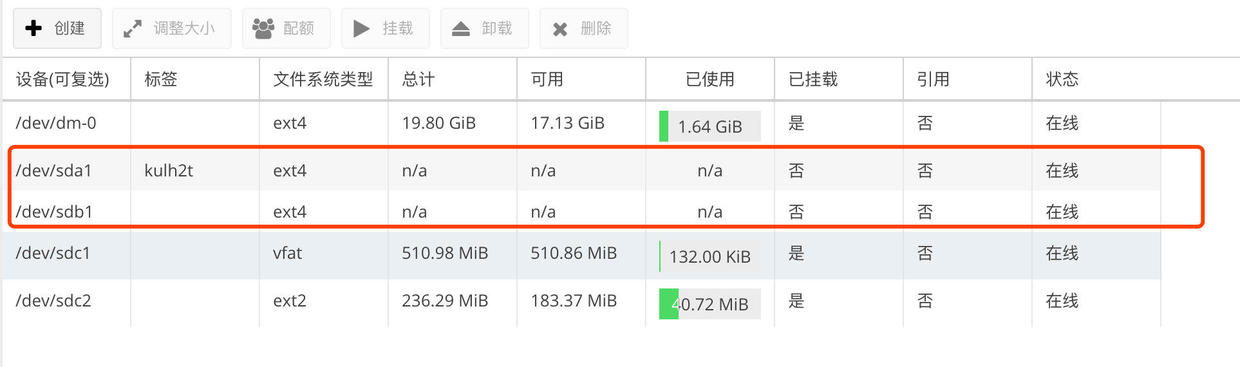 创建 调整大小 配额 挂载 卸载 删除
设备(可复选) 标签 文件系统类型 总计 可用 已使用 已挂载 引用 状态
/dev/dm-0 ext4 19.80 GiB 17.13 GiB 1.64 GiB 是 否 在线
/dev/sda1 kulh2t ext4 n/a n/a n/a 否 否 在线
/dev/sdb1 ext4 n/a n/a n/a 否 否 在线
/dev/sdc1 vfat 510.98 MiB 510.86 MiB 132.00 KiB 是 否 在线
/dev/sdc2 ext2 236.29 MiB 183.37 MiB 40.72 MiB 是 否 在线